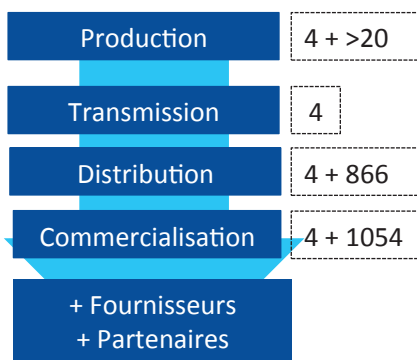 Production
4 + >20
Transmission
4
Distribution
4 + 866
Commercialisation
4 + 1054
+ Fournisseurs
+ Partenaires